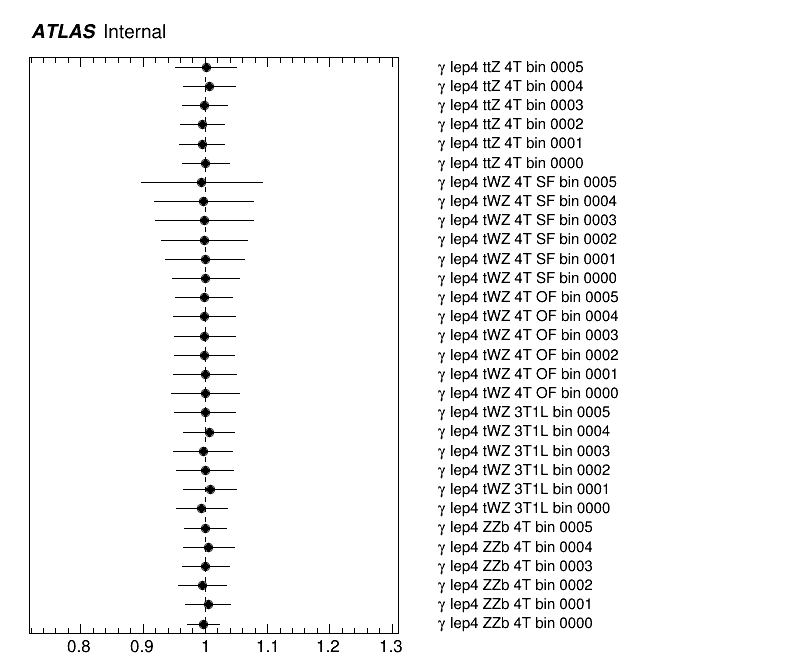 ATLAS Internal
γ lep4 ttZ 4T bin 0005
γ lep4 ttZ 4T bin 0004
γ lep4 ttZ 4T bin 0003
γ lep4 ttZ 4T bin 0002
γ lep4 ttZ 4T bin 0001
γ lep4 ttZ 4T bin 0000
γ lep4 tWZ 4T SF bin 0005
γ lep4 tWZ 4T SF bin 0004
γ lep4 tWZ 4T SF bin 0003
γ lep4 tWZ 4T SF bin 0002
γ lep4 tWZ 4T SF bin 0001
γ lep4 tWZ 4T SF bin 0000
γ lep4 tWZ 4T OF bin 0005
γ lep4 tWZ 4T OF bin 0004
γ lep4 tWZ 4T OF bin 0003
γ lep4 tWZ 4T OF bin 0002
γ lep4 tWZ 4T OF bin 0001
γ lep4 tWZ 4T OF bin 0000
γ lep4 tWZ 3T1L bin 0005
γ lep4 tWZ 3T1L bin 0004
γ lep4 tWZ 3T1L bin 0003
γ lep4 tWZ 3T1L bin 0002
γ lep4 tWZ 3T1L bin 0001
γ lep4 tWZ 3T1L bin 0000
γ lep4 ZZb 4T bin 0005
γ lep4 ZZb 4T bin 0004
γ lep4 ZZb 4T bin 0003
γ lep4 ZZb 4T bin 0002
γ lep4 ZZb 4T bin 0001
γ lep4 ZZb 4T bin 0000
0.8 0.9 1 1.1 1.2 1.3